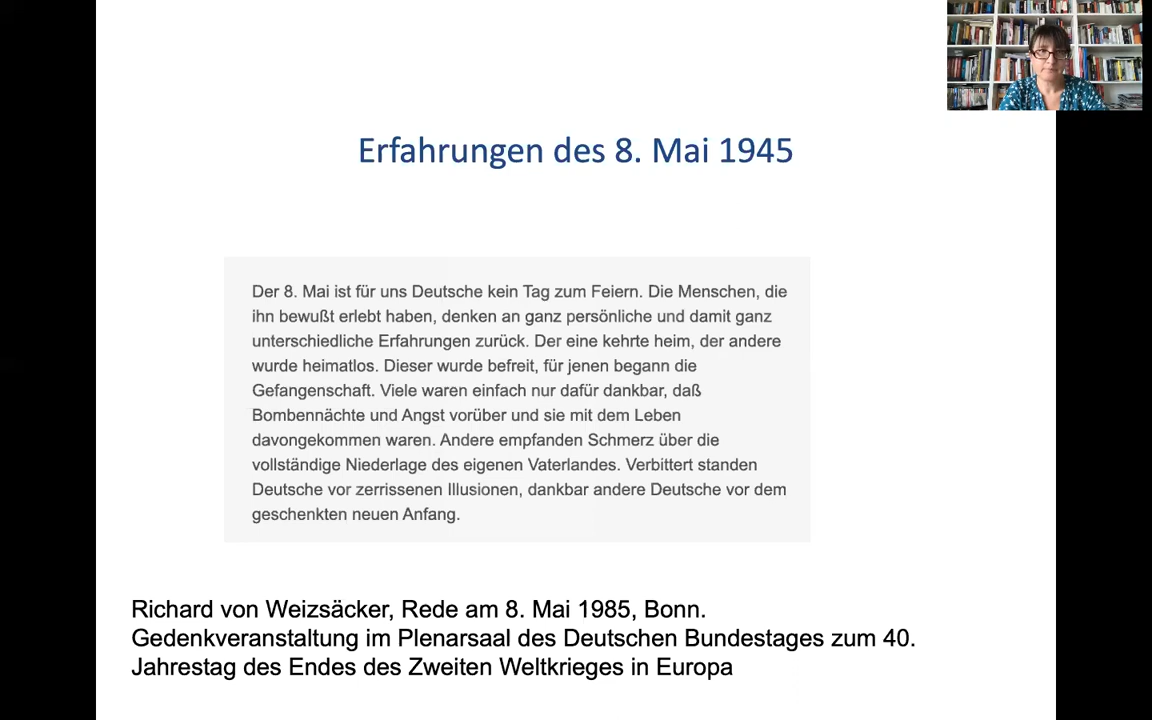 Erfahrungen des 8. Mai 1945
Der 8. Mai ist für uns Deutsche kein Tag zum Feiern. Die Menschen, die
ihn bewußt erlebt haben, denken an ganz persönliche und damit ganz
unterschiedliche Erfahrungen zurück. Der eine kehrte heim, der andere
wurde heimatlos. Dieser wurde befreit, für jenen begann die
Gefangenschaft. Viele waren einfach nur dafür dankbar, daß
Bombennächte und Angst vorüber und sie mit dem Leben
davongekommen waren. Andere empfanden Schmerz über die
vollständige Niederlage des eigenen Vaterlandes. Verbittert standen
Deutsche vor zerrissenen Illusionen, dankbar andere Deutsche vor dem
geschenkten neuen Anfang.
Richard von Weizsäcker, Rede am 8. Mai 1985, Bonn.
Gedenkveranstaltung im Plenarsaal des Deutschen Bundestages zum 40.
Jahrestag des Endes des Zweiten Weltkrieges in Europa